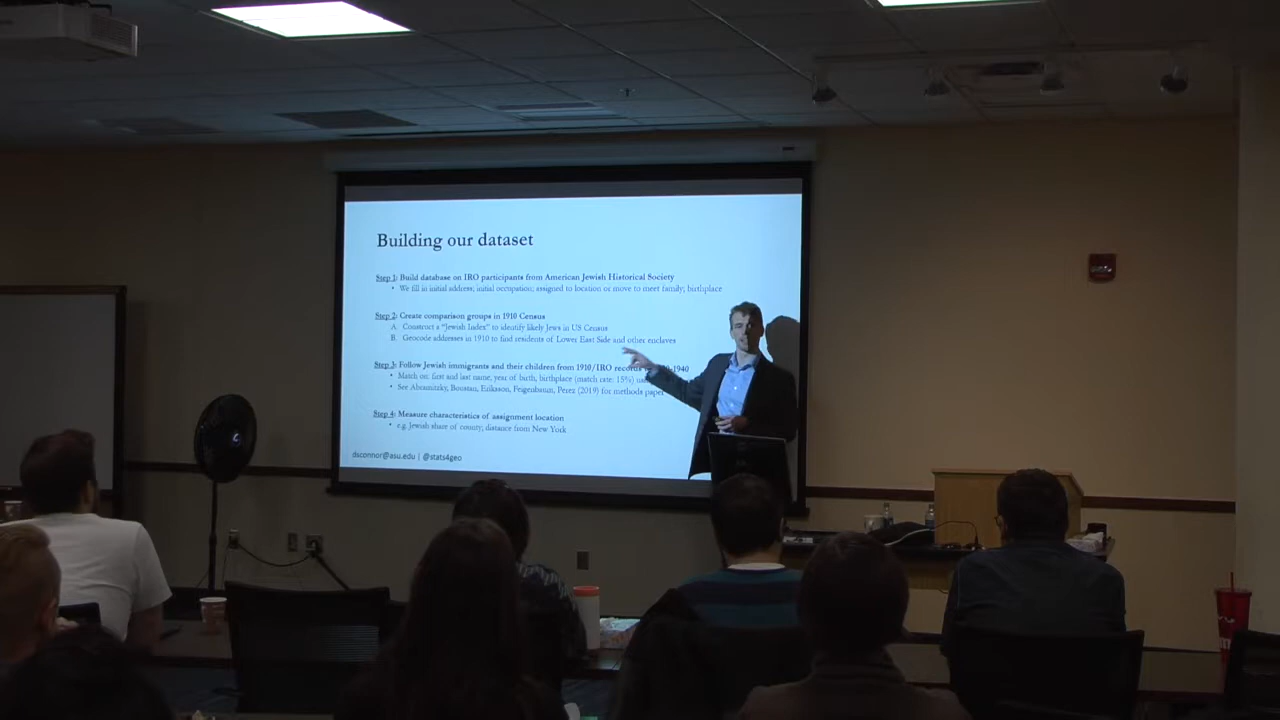 Building our dataset
Step 1: Build database on IRO participants from American Jewish Historical Society
• We fill in initial address; initial occupation; assigned to location or move to meet family; birthplace
Step 2: Create comparison groups in 1910 Census
A. Construct a "Jewish Index" to identify likely Jews in US Census
B. Geocode addresses in 1910 to find residents of Lower East Side and other enclaves
Step 3: Follow Jewish immigrants and their children from 1910/IRO records -1940
• Match on: first and last name, year of birth, birthplace (match rate: 15%)
• See Abramitzky, Boustan, Eriksson, Feigenbaum, Perez (2019) for methods paper
Step 4: Measure characteristics of assignment location
• e.g. Jewish share of county; distance from New York
dsconnor@asu.edu | @stats4geo